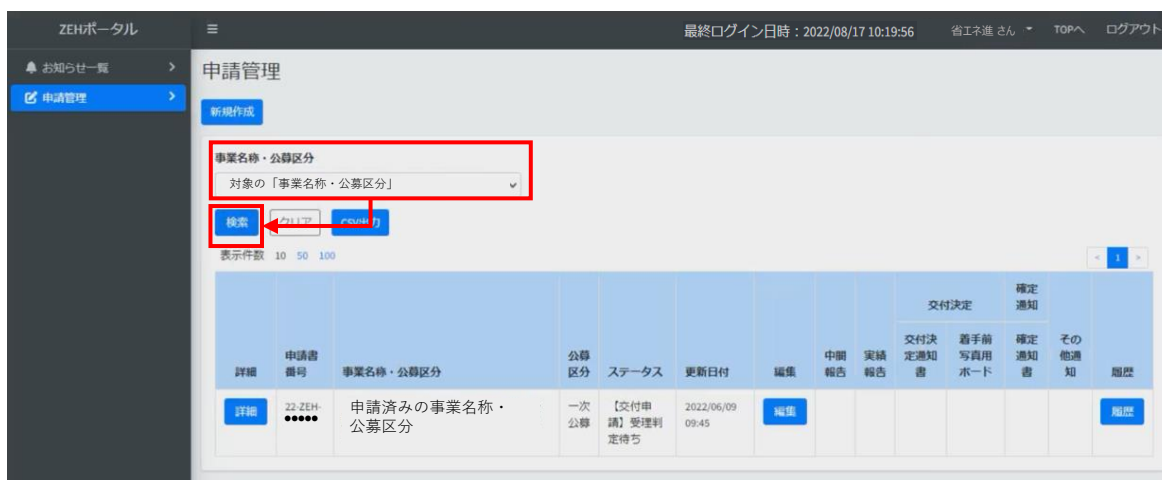 ZEHポータル
最終ログイン日時：2022/08/17 10:19:56 省エネ進 さん TOPへ ログアウト
お知らせ一覧
申請管理
申請管理
新規作成
事業名称・公募区分
対象の「事業名称・公募区分」
検索 クリア CSV出力
表示件数 10 50 100
< 1 >
詳細 申請書番号 事業名称・公募区分 公募区分 ステータス 更新日付 編集 中間報告 実績報告 交付決定 交付決定通知書 着手前写真用ボード 確定通知 確定通知書 その他通知 履歴
詳細 22-ZEH-●●●●● 申請済みの事業名称・公募区分 一次公募 【交付申請】受理判定待ち 2022/06/09 09:45 編集 履歴